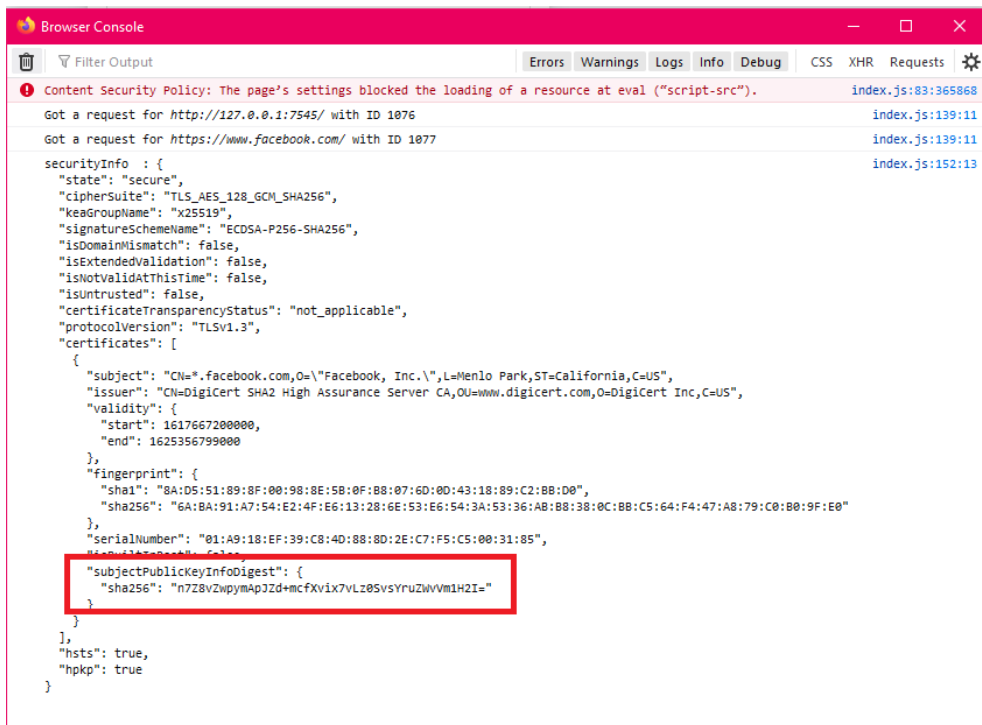 Browser Console
Filter Output Errors Warnings Logs Info Debug CSS XHR Requests
Content Security Policy: The page’s settings blocked the loading of a resource at eval (“script-src”). index.js:83:365868
Got a request for http://127.0.0.1:7545/ with ID 1076 index.js:139:11
Got a request for https://www.facebook.com/ with ID 1077 index.js:139:11
securityInfo : { index.js:152:13
"state": "secure",
"cipherSuite": "TLS_AES_128_GCM_SHA256",
"keaGroupName": "x25519",
"signatureSchemeName": "ECDSA-P256-SHA256",
"isDomainMismatch": false,
"isExtendedValidation": false,
"isNotValidAtThisTime": false,
"isUntrusted": false,
"certificateTransparencyStatus": "not_applicable",
"protocolVersion": "TLSv1.3",
"certificates": [
{
"subject": "CN=*.facebook.com,O=\"Facebook, Inc.\",L=Menlo Park,ST=California,C=US",
"issuer": "CN=DigiCert SHA2 High Assurance Server CA,OU=www.digicert.com,O=DigiCert Inc,C=US",
"validity": {
"start": 1617667200000,
"end": 1625356799000
},
"fingerprint": {
"sha1": "8A:D5:51:89:8F:00:98:8E:5B:0F:B8:07:6D:0D:43:18:89:C2:BB:D0",
"sha256": "6A:BA:91:A7:54:E2:4F:E6:13:28:6E:53:E6:54:3A:53:36:AB:B8:38:0C:BB:C5:64:F4:47:A8:79:C0:B0:9F:E0"
},
"serialNumber": "01:A9:18:EF:39:C8:4D:88:8D:2E:C7:F5:C5:00:31:85",
"isBuiltInRoot": false,
"subjectPublicKeyInfoDigest": {
"sha256": "n7Z8vZwpymApJZd+mcfXvix7vLz0SvsYruZWvVm1H2I="
}
}
],
"hsts": true,
"hpkp": true
}